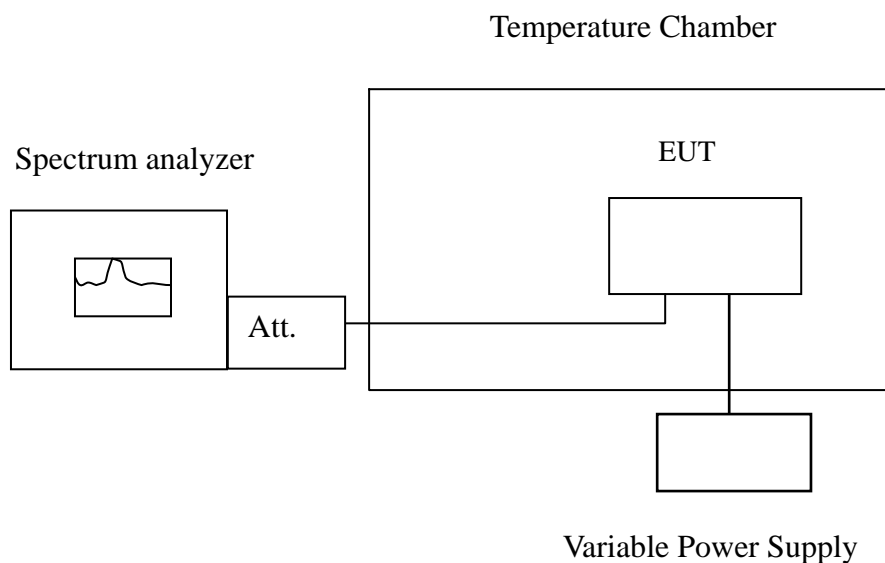 Temperature Chamber
Spectrum analyzer
EUT
Att.
Variable Power Supply